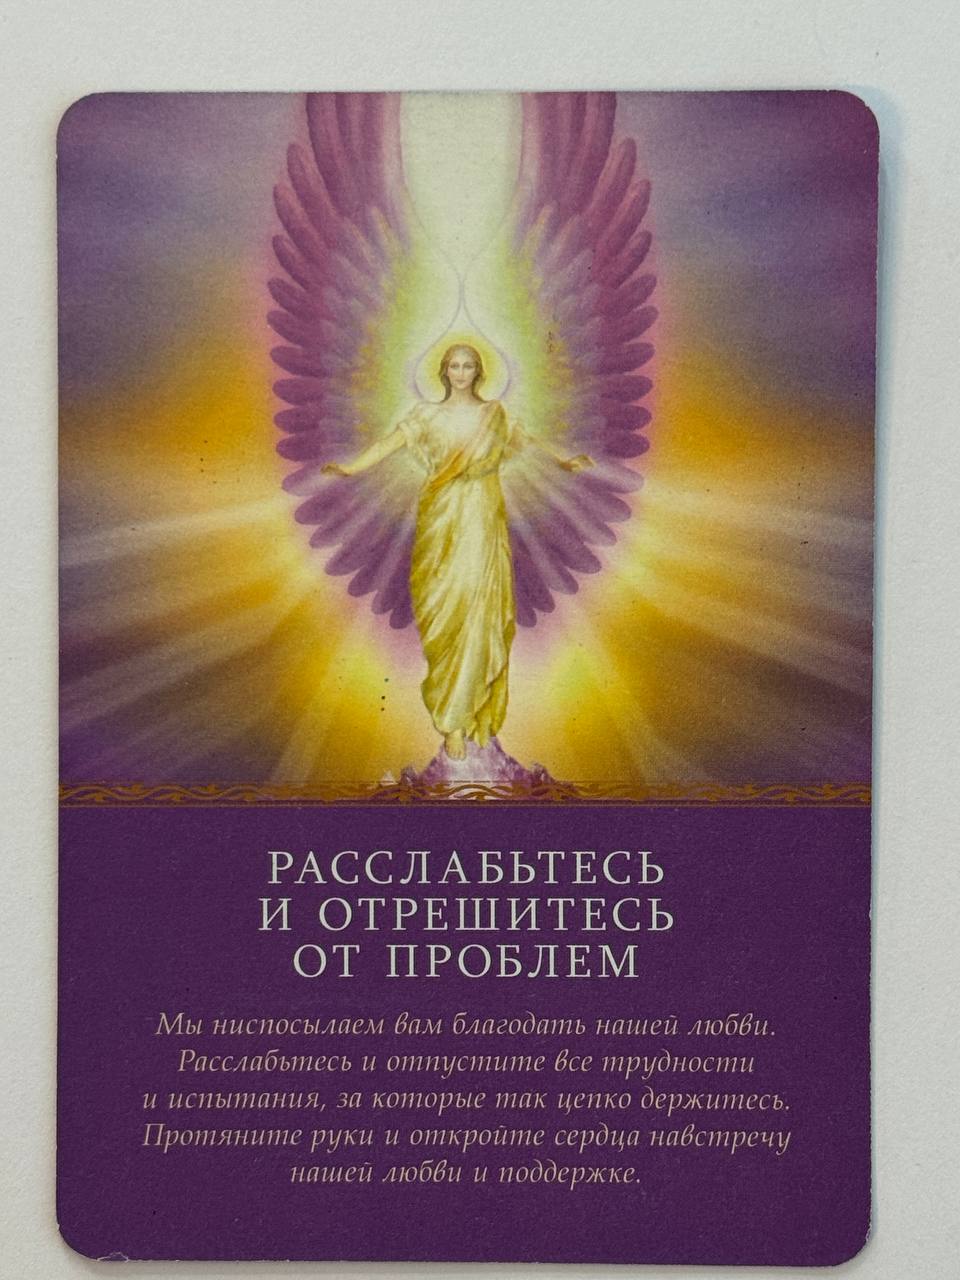 РАССЛАБЬТЕСЬ
И ОТРЕШИТЕСЬ
ОТ ПРОБЛЕМ
Мы ниспосылаем вам благодать нашей любви.
Расслабьтесь и отпустите все трудности
и испытания, за которые так цепко держитесь.
Протяните руки и откройте сердца навстречу
нашей любви и поддержке.